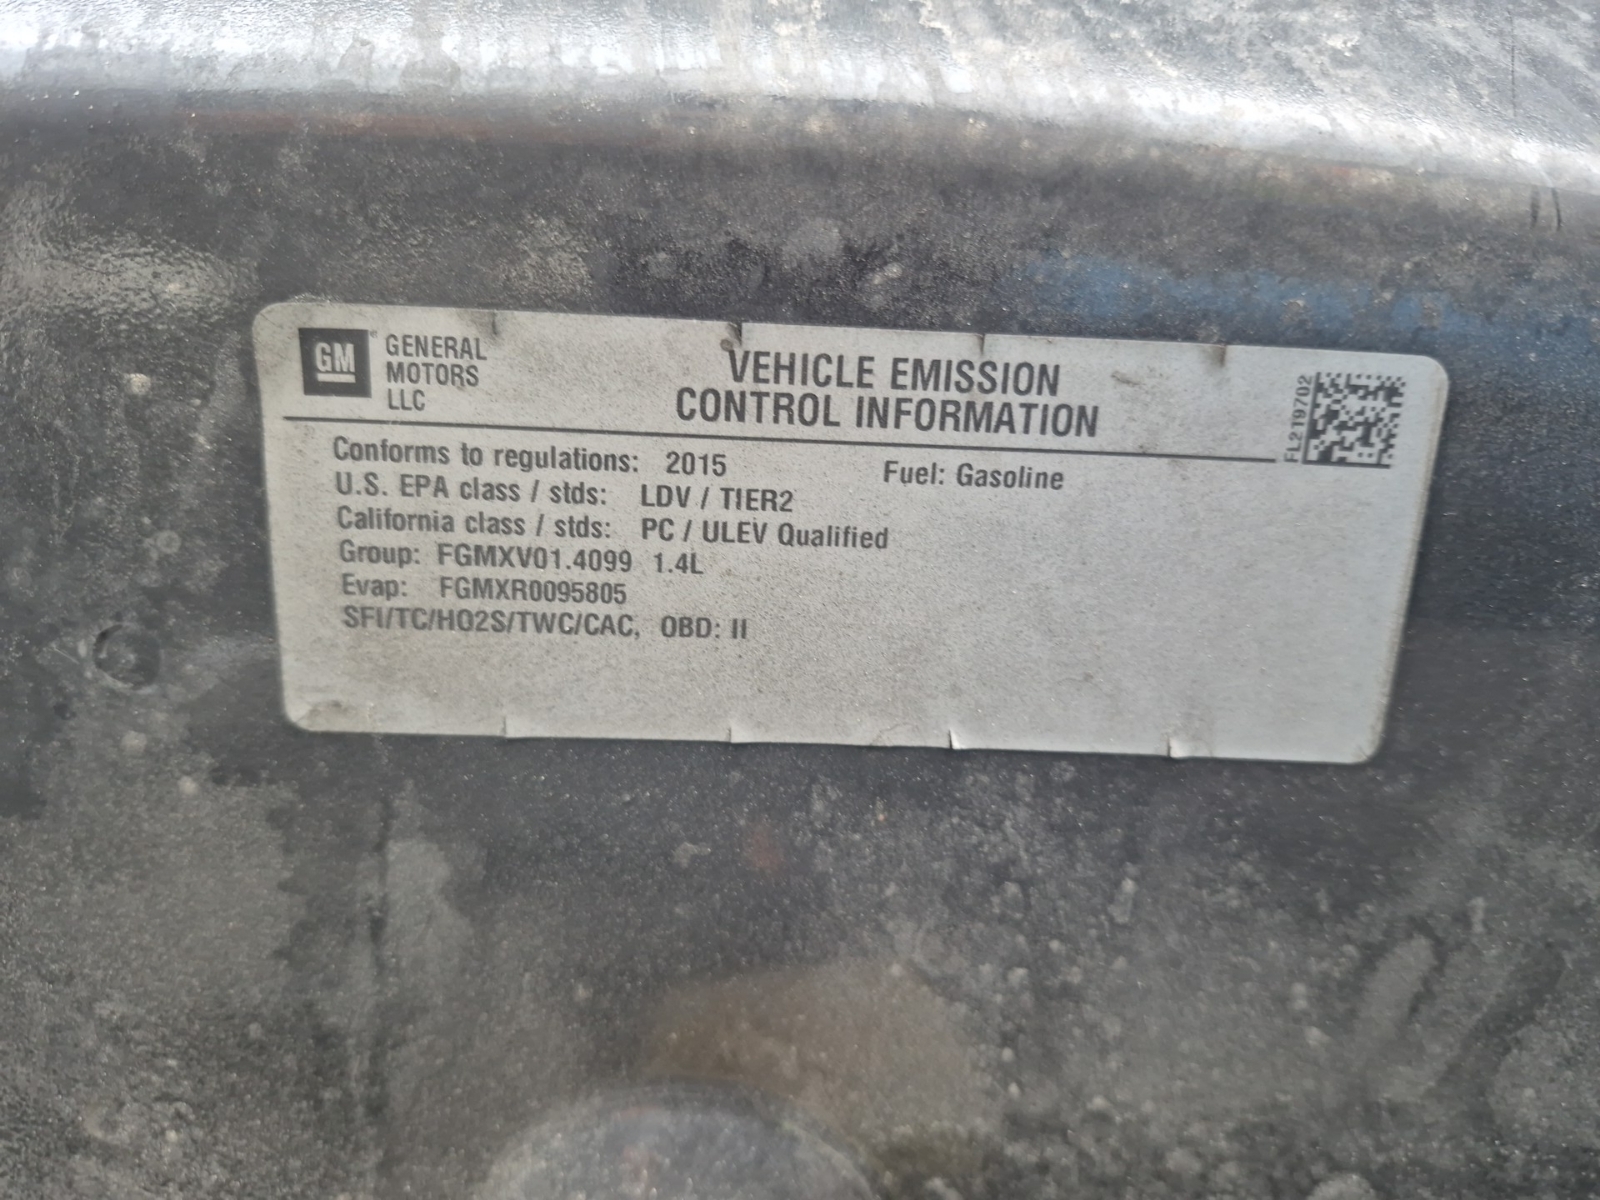 GM
GENERAL
MOTORS
LLC
VEHICLE EMISSION
CONTROL INFORMATION
FL2T9702
Conforms to regulations: 2015
Fuel: Gasoline
U.S. EPA class / stds: LDV / TIER2
California class / stds: PC / ULEV Qualified
Group: FGMXV01.4099 1.4L
Evap: FGMXR0095805
SFI/TC/HO2S/TWC/CAC, OBD: II